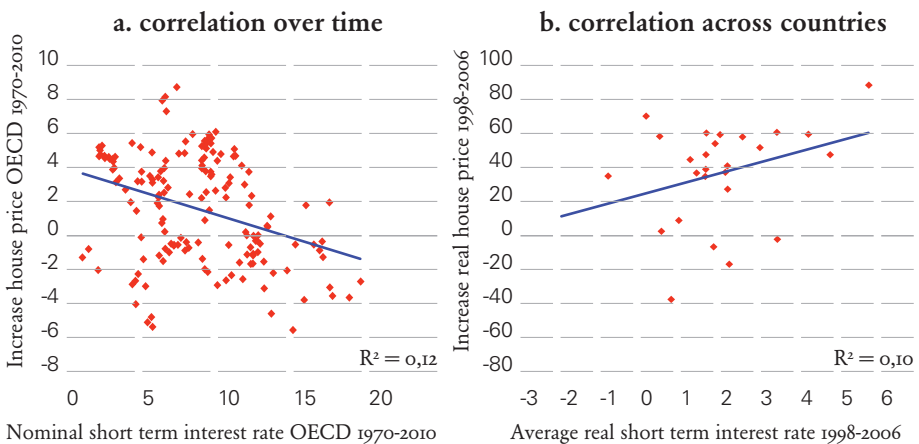 a. correlation over time
Increase house price OECD 1970-2010
10
8
6
4
2
0
-2
-4
-6
-8
R² = 0,12
0 5 10 15 20
Nominal short term interest rate OECD 1970-2010
b. correlation across countries
Increase real house price 1998-2006
100
80
60
40
20
0
-20
-40
-60
-80
R² = 0,10
-3 -2 -1 0 1 2 3 4 5 6
Average real short term interest rate 1998-2006